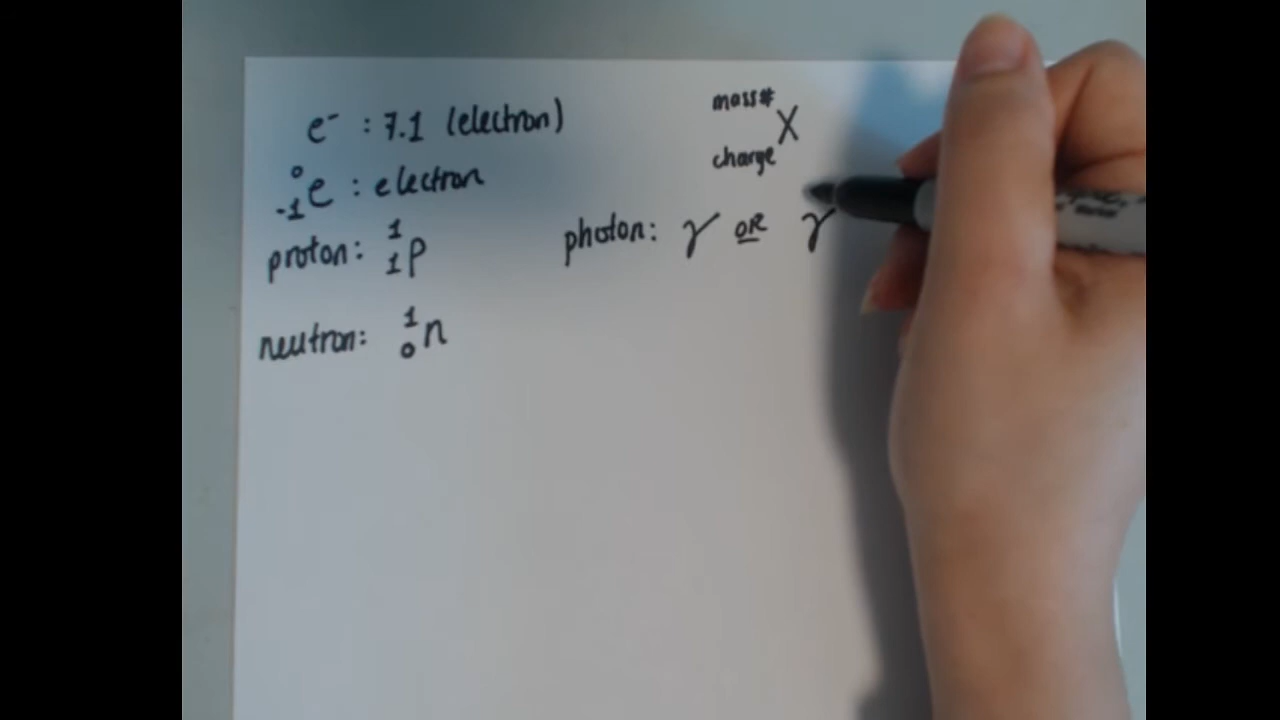 e⁻ : 7.1 (electron)
⁰₋₁e : electron
proton: ¹₁p
neutron: ¹₀n
mass#
X
charge
photon: γ OR γ